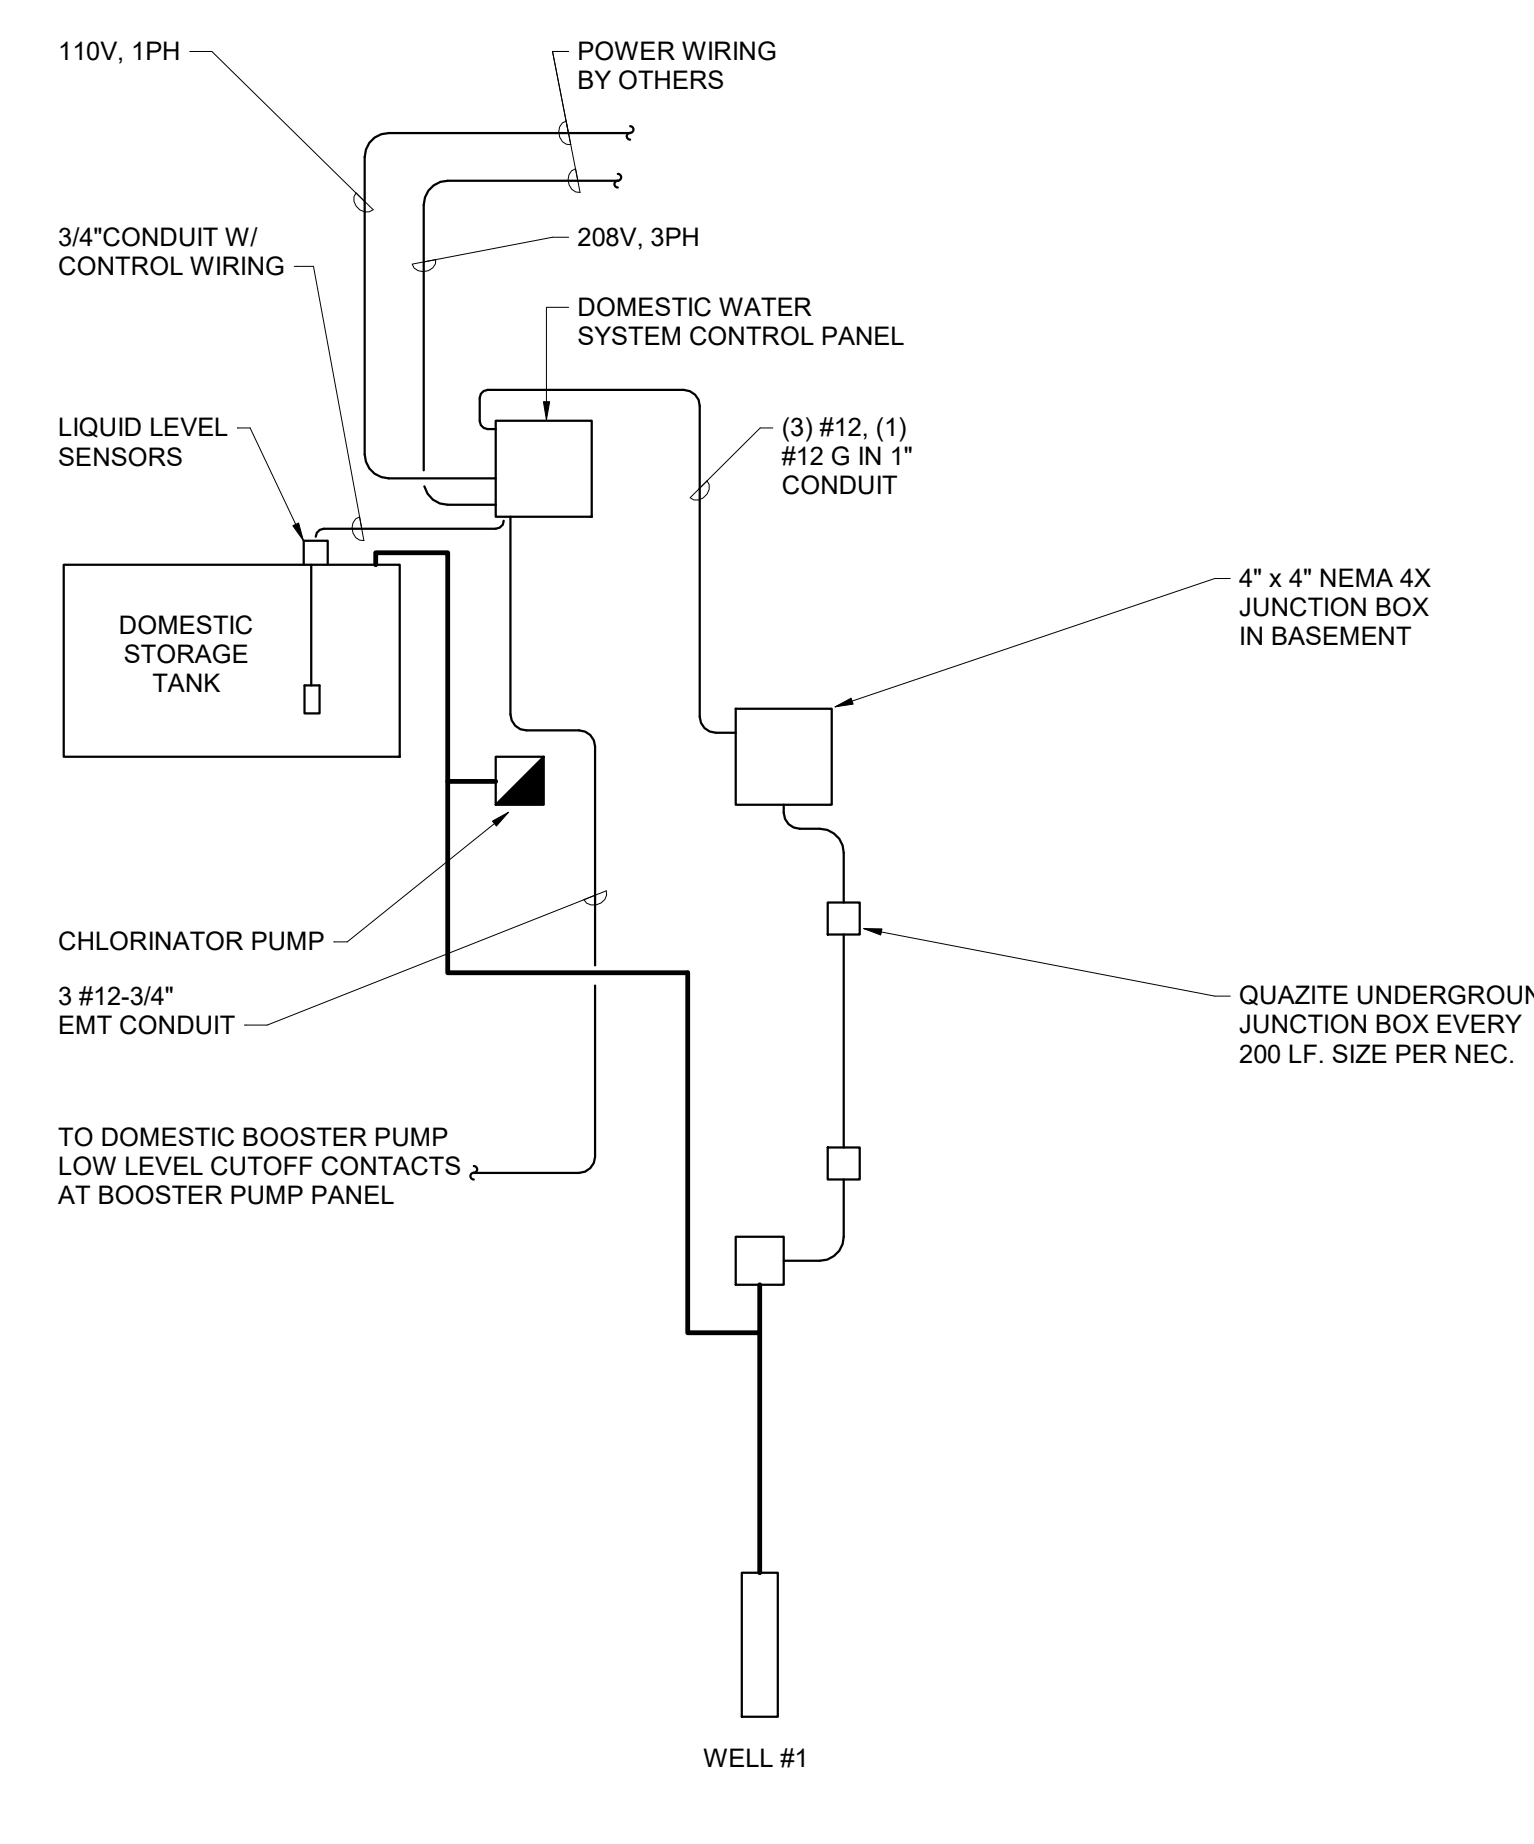 110V, 1PH
POWER WIRING
BY OTHERS
3/4"CONDUIT W/
CONTROL WIRING
208V, 3PH
DOMESTIC WATER
SYSTEM CONTROL PANEL
LIQUID LEVEL
SENSORS
(3) #12, (1)
#12 G IN 1"
CONDUIT
4" x 4" NEMA 4X
JUNCTION BOX
IN BASEMENT
DOMESTIC
STORAGE
TANK
CHLORINATOR PUMP
3 #12-3/4"
EMT CONDUIT
QUAZITE UNDERGROUN
JUNCTION BOX EVERY
200 LF. SIZE PER NEC.
TO DOMESTIC BOOSTER PUMP
LOW LEVEL CUTOFF CONTACTS
AT BOOSTER PUMP PANEL
WELL #1